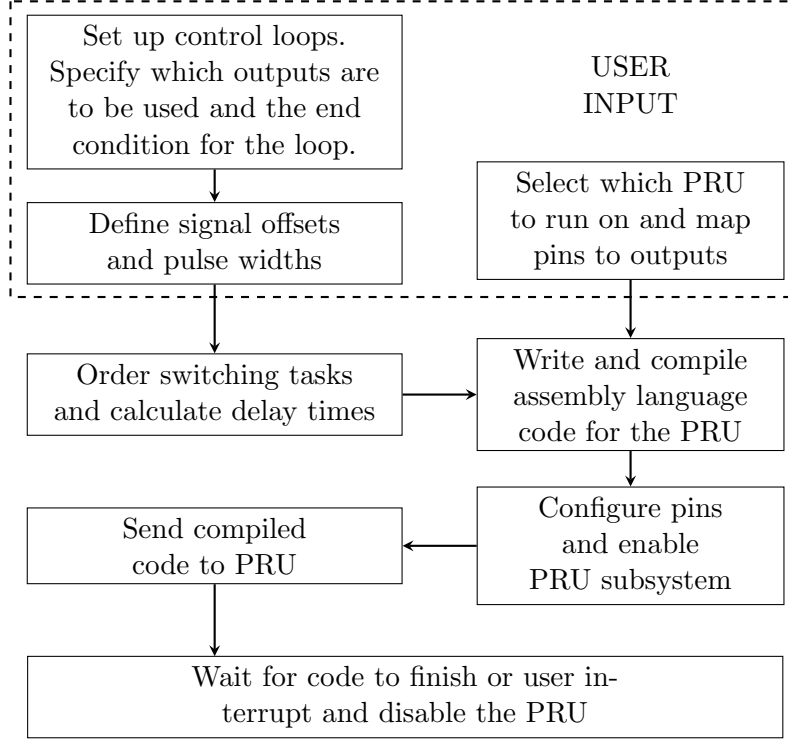 Set up control loops.
Specify which outputs are
to be used and the end
condition for the loop.
USER
INPUT
Define signal offsets
and pulse widths
Select which PRU
to run on and map
pins to outputs
Order switching tasks
and calculate delay times
Write and compile
assembly language
code for the PRU
Configure pins
and enable
PRU subsystem
Send compiled
code to PRU
Wait for code to finish or user in-
terrupt and disable the PRU